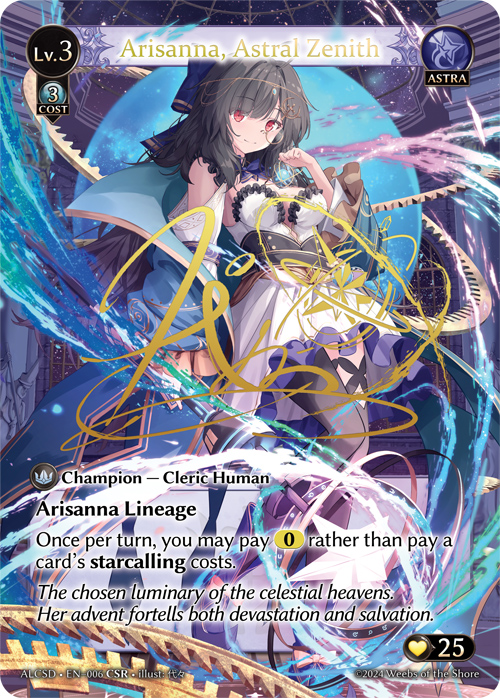 Lv.3
Arisanna, Astral Zenith
ASTRA
3
COST
Champion — Cleric Human
Arisanna Lineage
Once per turn, you may pay 0 rather than pay a
card's starcalling costs.
The chosen luminary of the celestial heavens.
Her advent fortells both devastation and salvation.
25
ALCSD • EN-006 CSR • illust: 代々
©2024 Weebs of the Shore